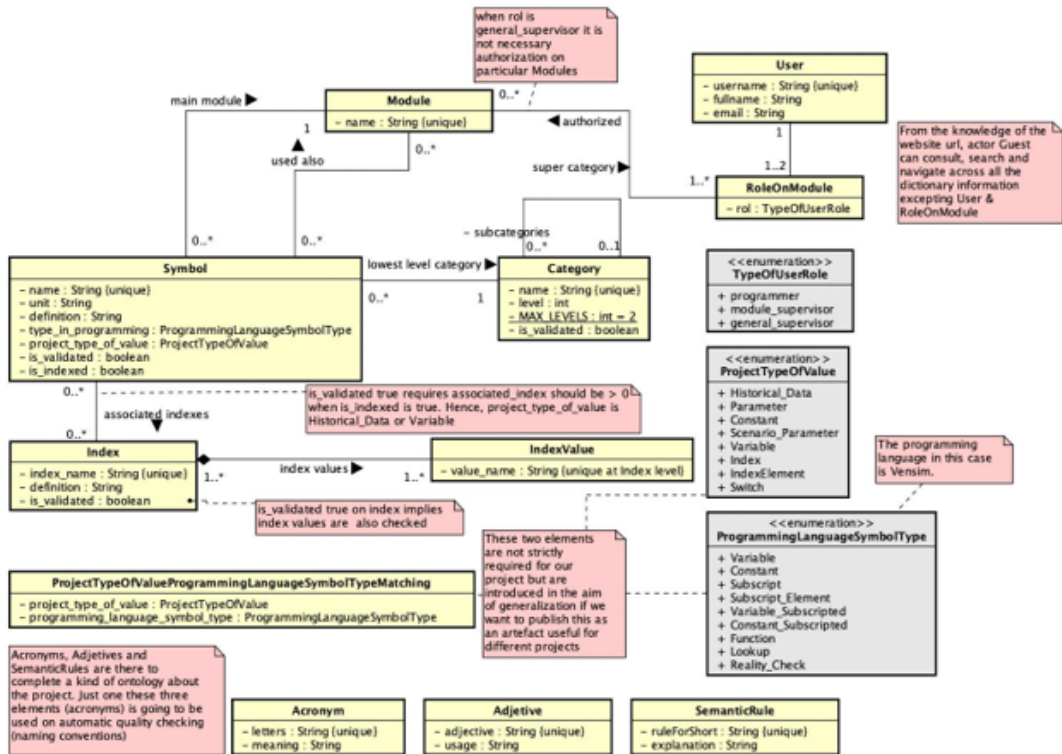 when rol is
general_supervisor it is
not necessary
authorization on
particular Modules
main module
Module
- name : String {unique}
0..*
authorized
1
used also
0..*
super category
1..*
User
- username : String {unique}
- fullname : String
- email : String
1
1..2
RoleOnModule
- rol : TypeOfUserRole
From the knowledge of the
website url, actor Guest
can consult, search and
navigate across all the
dictionary information
excepting User &
RoleOnModule
0..*
0..*
- subcategories
0..*
0..1
Symbol
- name : String {unique}
- unit : String
- definition : String
- type_in_programming : ProgrammingLanguageSymbolType
- project_type_of_value : ProjectTypeOfValue
- is_validated : boolean
- is_indexed : boolean
lowest level category
0..*
1
Category
- name : String {unique}
- level : int
- MAX_LEVELS : int = 2
- is_validated : boolean
<<enumeration>>
TypeOfUserRole
+ programmer
+ module_supervisor
+ general_supervisor
0..*
associated indexes
0..*
is_validated true requires associated_index should be > 0
when is_indexed is true. Hence, project_type_of_value is
Historical_Data or Variable
<<enumeration>>
ProjectTypeOfValue
+ Historical_Data
+ Parameter
+ Constant
+ Scenario_Parameter
+ Variable
+ Index
+ IndexElement
+ Switch
Index
- index_name : String {unique}
- definition : String
- is_validated : boolean
1..*
index values
1..*
IndexValue
- value_name : String {unique at Index level}
The programming
language in this case
is Vensim.
is_validated true on index implies
index values are also checked
These two elements
are not strictly
required for our
project but are
introduced in the aim
of generalization if we
want to publish this as
an artefact useful for
different projects
<<enumeration>>
ProgrammingLanguageSymbolType
+ Variable
+ Constant
+ Subscript
+ Subscript_Element
+ Variable_Subscripted
+ Constant_Subscripted
+ Function
+ Lookup
+ Reality_Check
ProjectTypeOfValueProgrammingLanguageSymbolTypeMatching
- project_type_of_value : ProjectTypeOfValue
- programming_language_symbol_type : ProgrammingLanguageSymbolType
Acronyms, Adjetives and
SemanticRules are there to
complete a kind of ontology about
the project. Just one these three
elements (acronyms) is going to be
used on automatic quality checking
(naming conventions)
Acronym
- letters : String {unique}
- meaning : String
Adjetive
- adjective : String {unique}
- usage : String
SemanticRule
- ruleForShort : String {unique}
- explanation : String